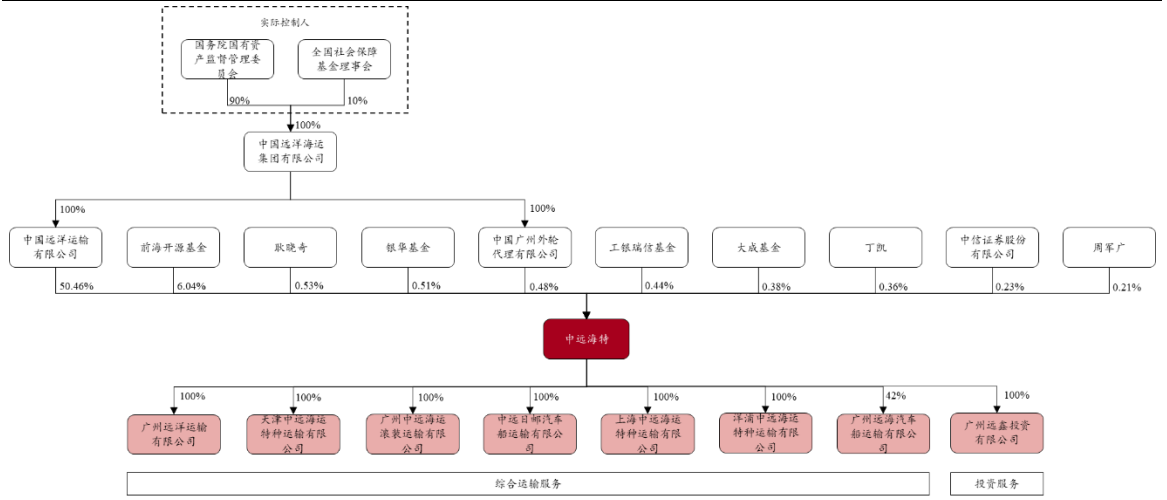 实际控制人
国务院国有资
产监督管理委
员会
全国社会保障
基金理事会
90%
10%
100%
中国远洋海运
集团有限公司
100%
100%
中国远洋运输
有限公司
前海开源基金
耿晓奇
银华基金
中国广州外轮
代理有限公司
工银瑞信基金
大成基金
丁凯
中信证券股份
有限公司
周军广
50.46%
6.04%
0.53%
0.51%
0.48%
0.44%
0.38%
0.36%
0.23%
0.21%
中远海特
100%
100%
100%
100%
100%
100%
42%
100%
广州远洋运输
有限公司
天津中远海运
特种运输有限
公司
广州中远海运
滚装运输有限
公司
中远日邮汽车
船运输有限公
司
上海中远海运
特种运输有限
公司
洋浦中远海运
特种运输有限
公司
广州远海汽车
船运输有限公
司
广州远鑫投资
有限公司
综合运输服务
投资服务